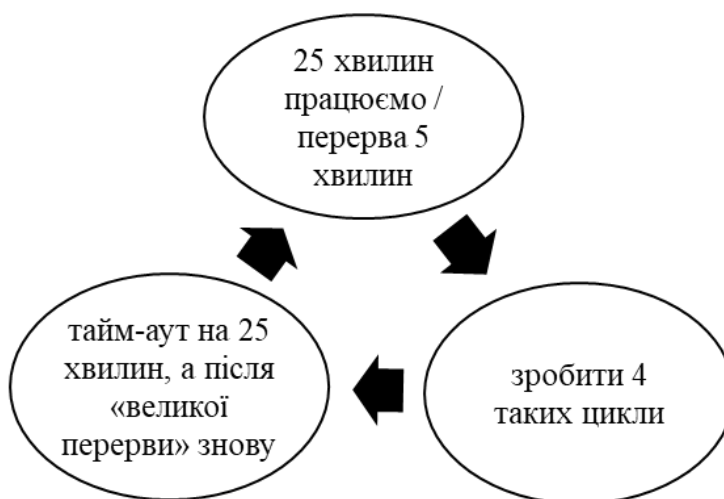 25 хвилин
працюємо /
перерва 5
хвилин
тайм-аут на 25
хвилин, а після
«великої
перерви» знову
зробити 4
таких цикли